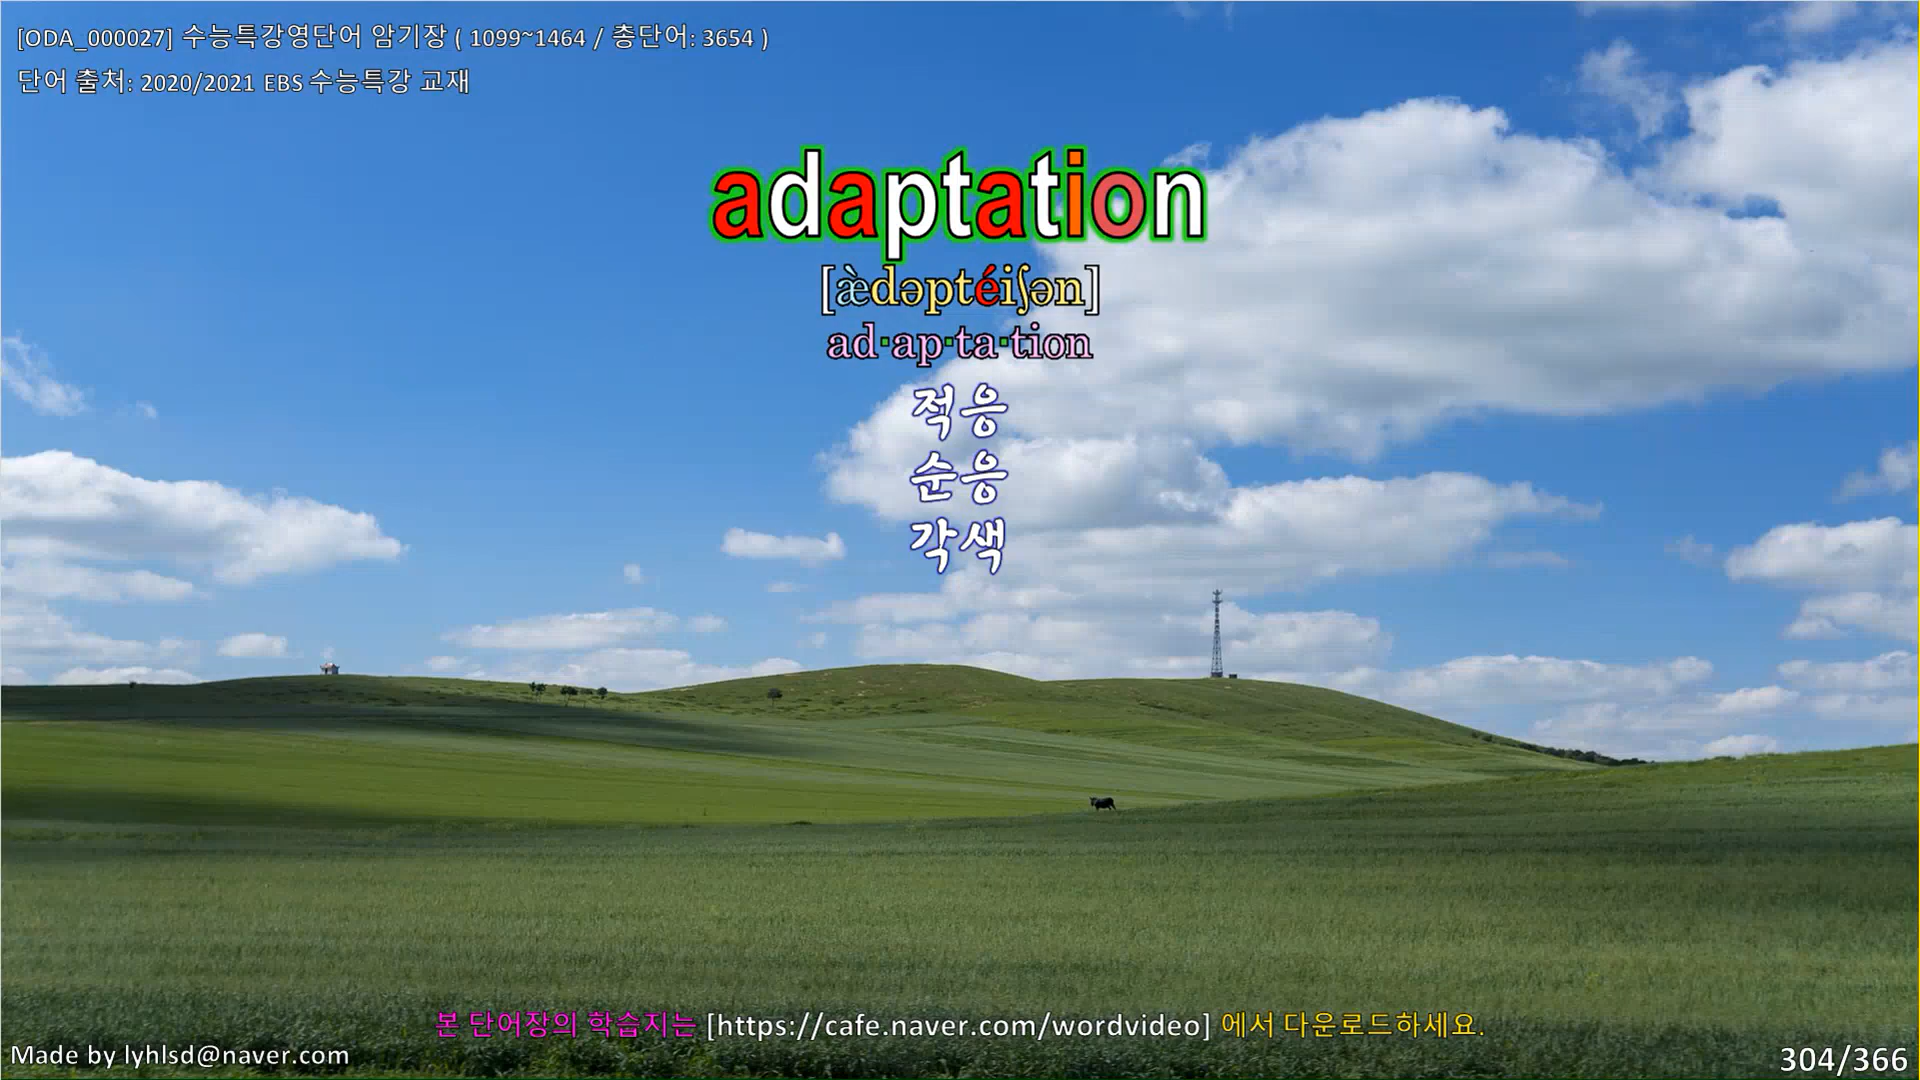 [ODA_000027] 수능특강영단어 암기장 ( 1099~1464 / 총단어: 3654 )
단어 출처: 2020/2021 EBS 수능특강 교재
adaptation
[æ̀dəptéiʃən]
ad·ap·ta·tion
적응
순응
각색
본 단어장의 학습지는 [https://cafe.naver.com/wordvideo] 에서 다운로드하세요.
Made by lyhlsd@naver.com
304/366